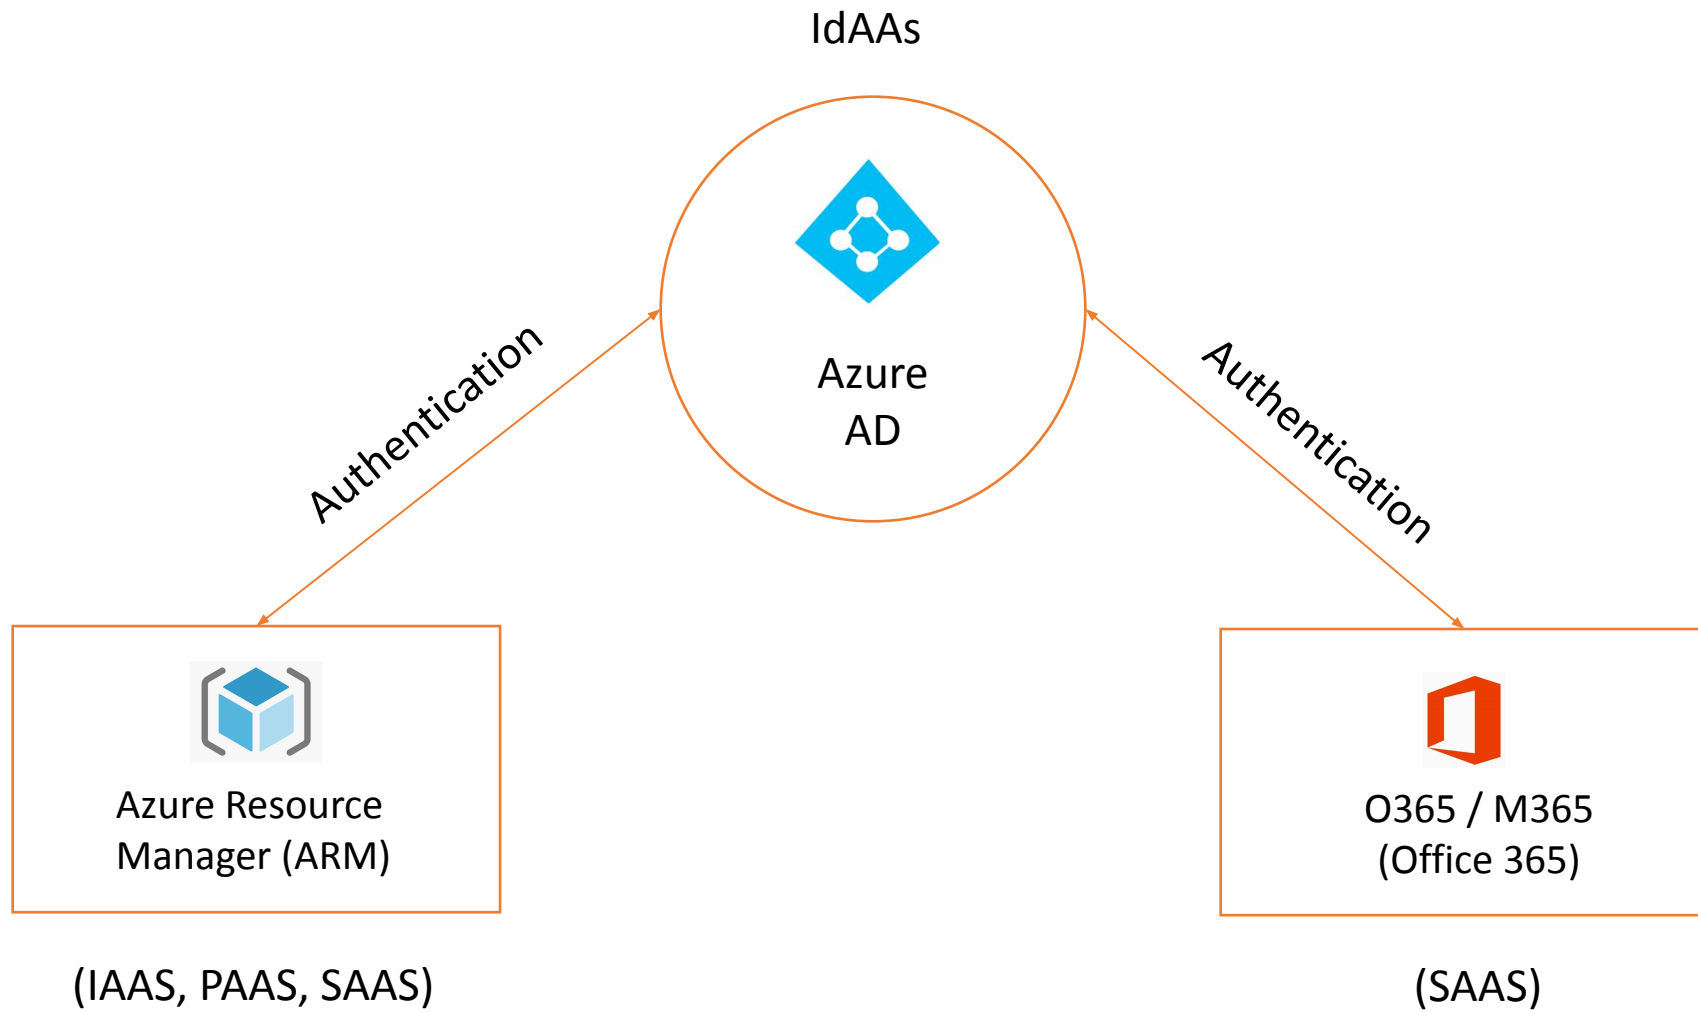 IdAAs
Azure
AD
Authentication
Authentication
Azure Resource
Manager (ARM)
O365 / M365
(Office 365)
(IAAS, PAAS, SAAS)
(SAAS)